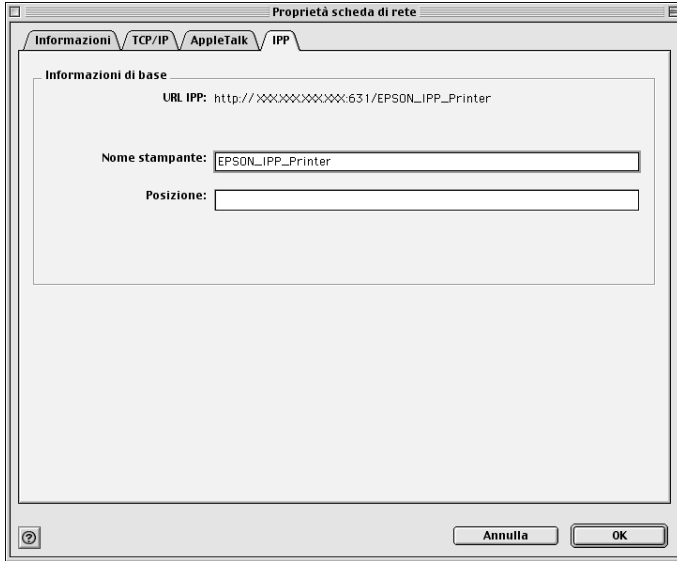 Proprietà scheda di rete
Informazioni TCP/IP AppleTalk IPP
Informazioni di base
URL IPP: http://XXX.XXX.XXX.XXX:631/EPSON_IPP_Printer
Nome stampante: EPSON_IPP_Printer
Posizione:
? Annulla OK